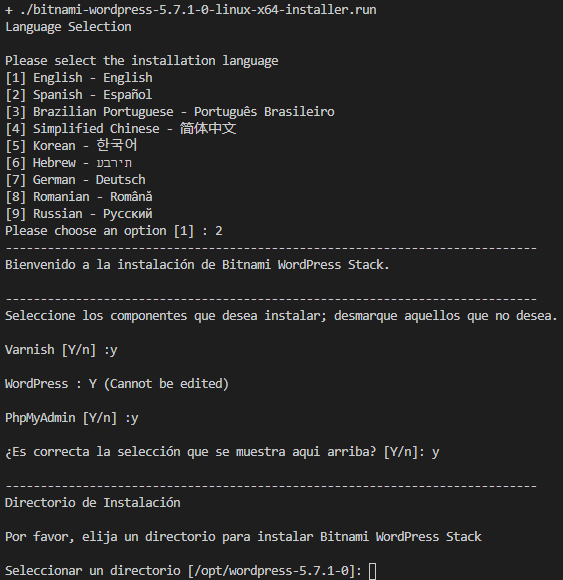 + ./bitnami-wordpress-5.7.1-0-linux-x64-installer.run
Language Selection
Please select the installation language
[1] English - English
[2] Spanish - Español
[3] Brazilian Portuguese - Português Brasileiro
[4] Simplified Chinese - 简体中文
[5] Korean - 한국어
[6] Hebrew - תירבע
[7] German - Deutsch
[8] Romanian - Română
[9] Russian - Русский
Please choose an option [1] : 2
----------------------------------------------------------------------------
Bienvenido a la instalación de Bitnami WordPress Stack.
----------------------------------------------------------------------------
Seleccione los componentes que desea instalar; desmarque aquellos que no desea.
Varnish [Y/n] :y
WordPress : Y (Cannot be edited)
PhpMyAdmin [Y/n] :y
¿Es correcta la selección que se muestra aqui arriba? [Y/n]: y
----------------------------------------------------------------------------
Directorio de Instalación
Por favor, elija un directorio para instalar Bitnami WordPress Stack
Seleccionar un directorio [/opt/wordpress-5.7.1-0]: